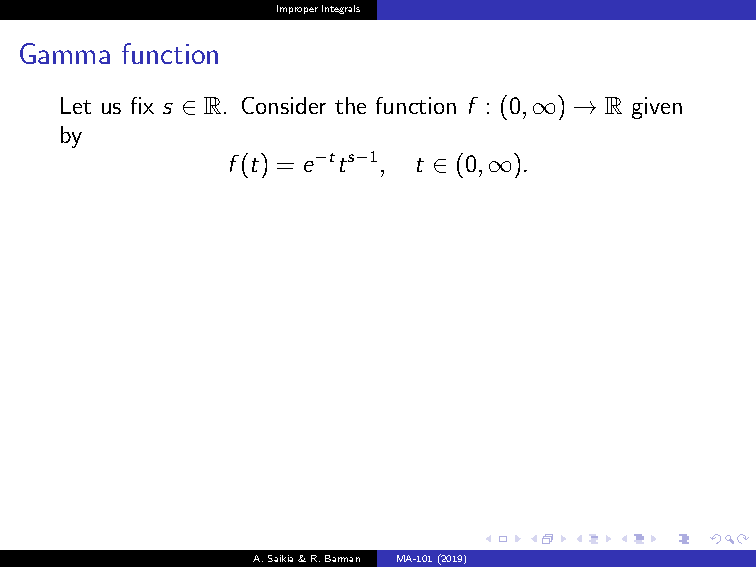 Improper Integrals
Gamma function
Let us fix s ∈ ℝ. Consider the function f : (0, ∞) → ℝ given
by
f(t) = e⁻ᵗtˢ⁻¹, t ∈ (0, ∞).
A. Saikia & R. Barman MA-101 (2019)